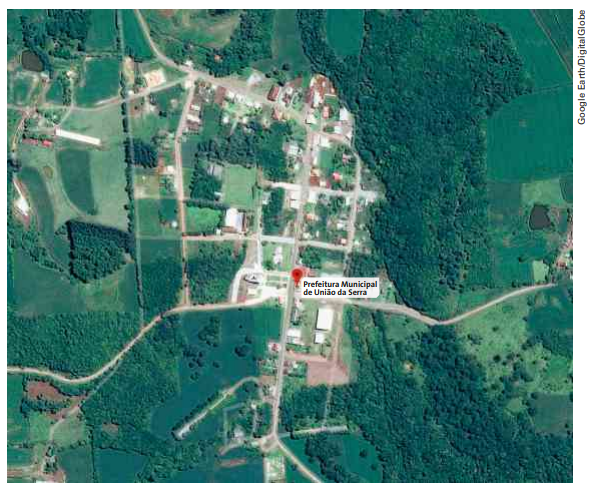 Google Earth/DigitalGlobe
Prefeitura Municipal
de União da Serra